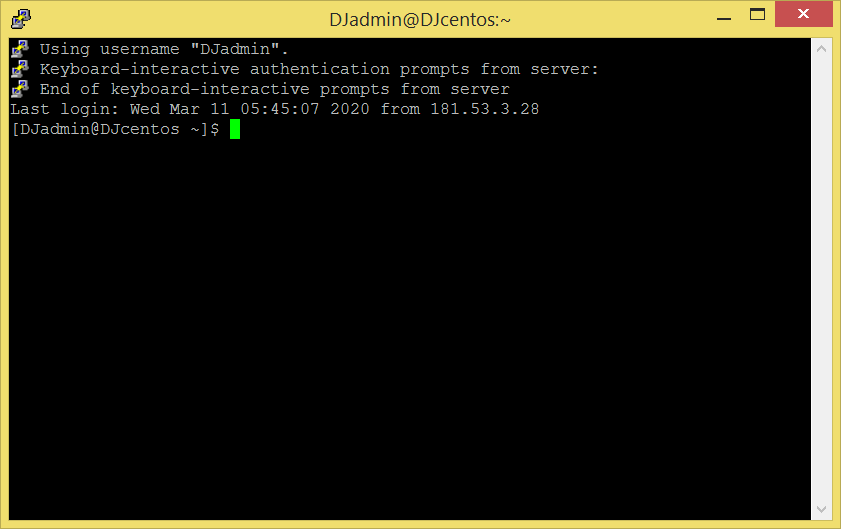 DJadmin@DJcentos:~
Using username "DJadmin".
Keyboard-interactive authentication prompts from server:
End of keyboard-interactive prompts from server
Last login: Wed Mar 11 05:45:07 2020 from 181.53.3.28
[DJadmin@DJcentos ~]$